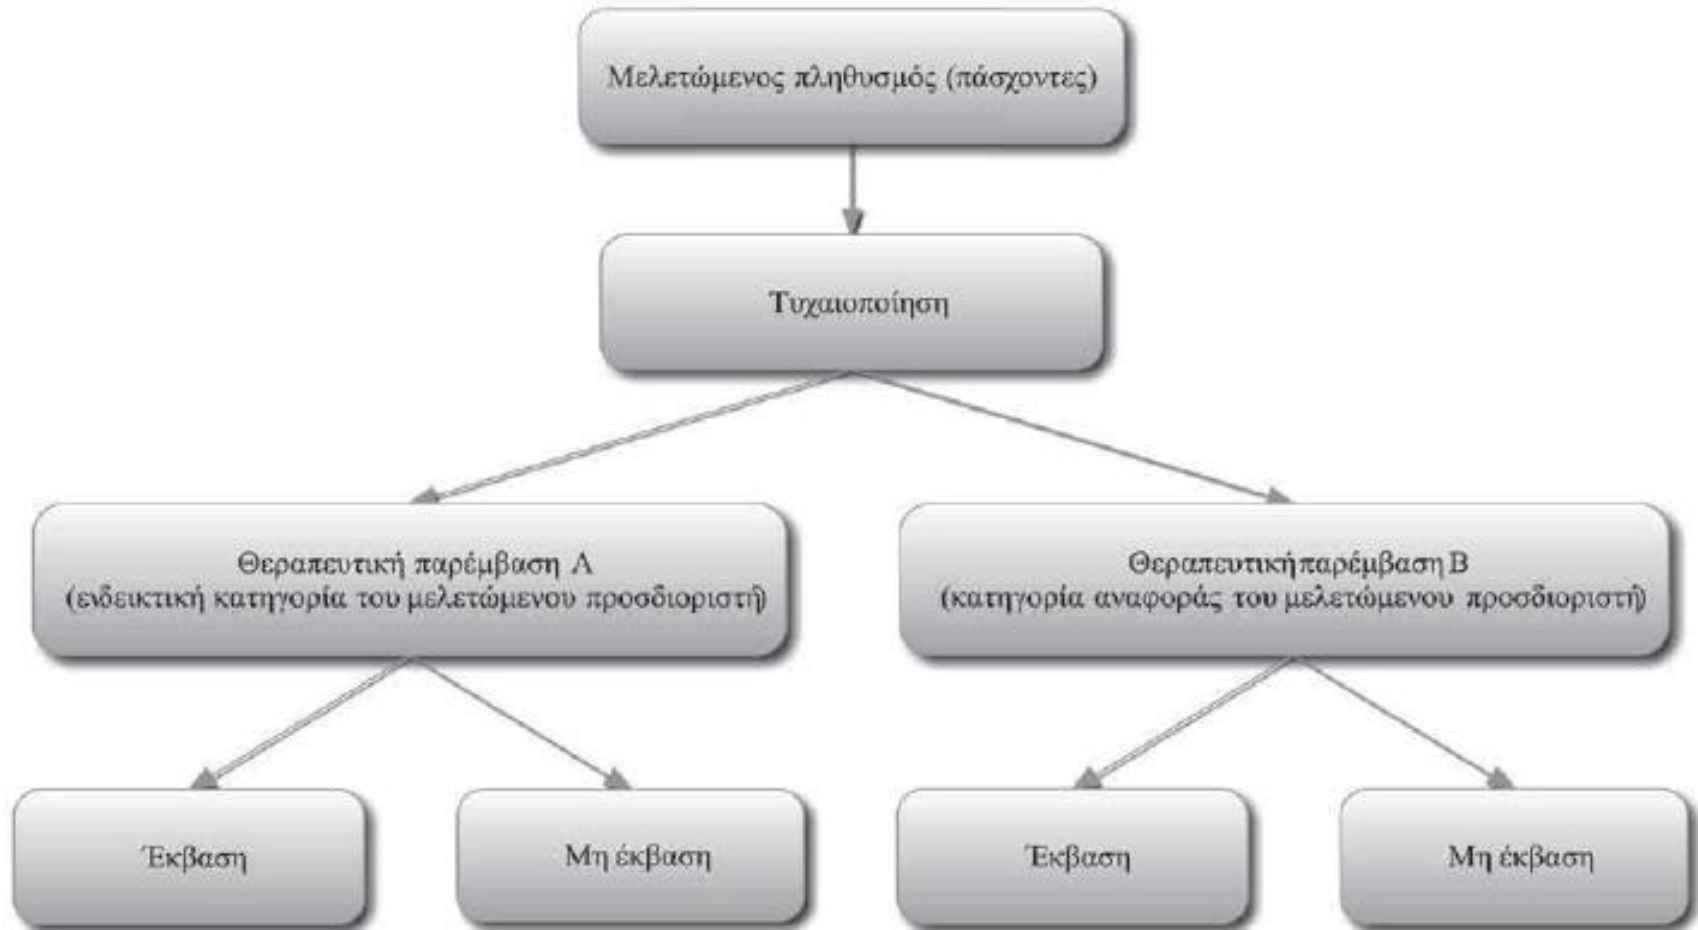 Μελετώμενος πληθυσμός (πάσχοντες)
Τυχαιοποίηση
Θεραπευτική παρέμβαση Α
(ενδεικτική κατηγορία του μελετώμενου προσδιοριστή)
Θεραπευτική παρέμβαση Β
(κατηγορία αναφοράς του μελετώμενου προσδιοριστή)
Έκβαση
Μη έκβαση
Έκβαση
Μη έκβαση